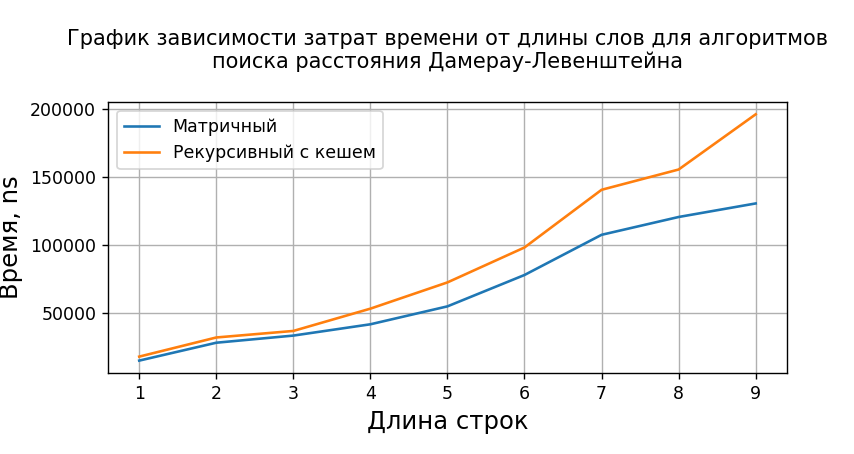 График зависимости затрат времени от длины слов для алгоритмов
поиска расстояния Дамерау-Левенштейна
Матричный
Рекурсивный с кешем
Время, ns
200000
150000
100000
50000
1 2 3 4 5 6 7 8 9
Длина строк